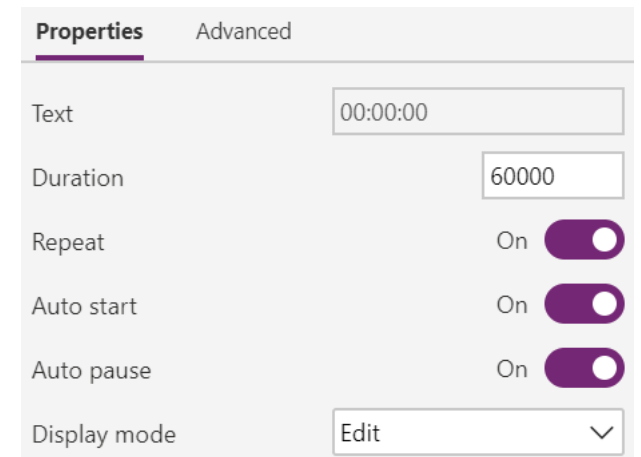 Properties Advanced
Text 00:00:00
Duration 60000
Repeat On
Auto start On
Auto pause On
Display mode Edit